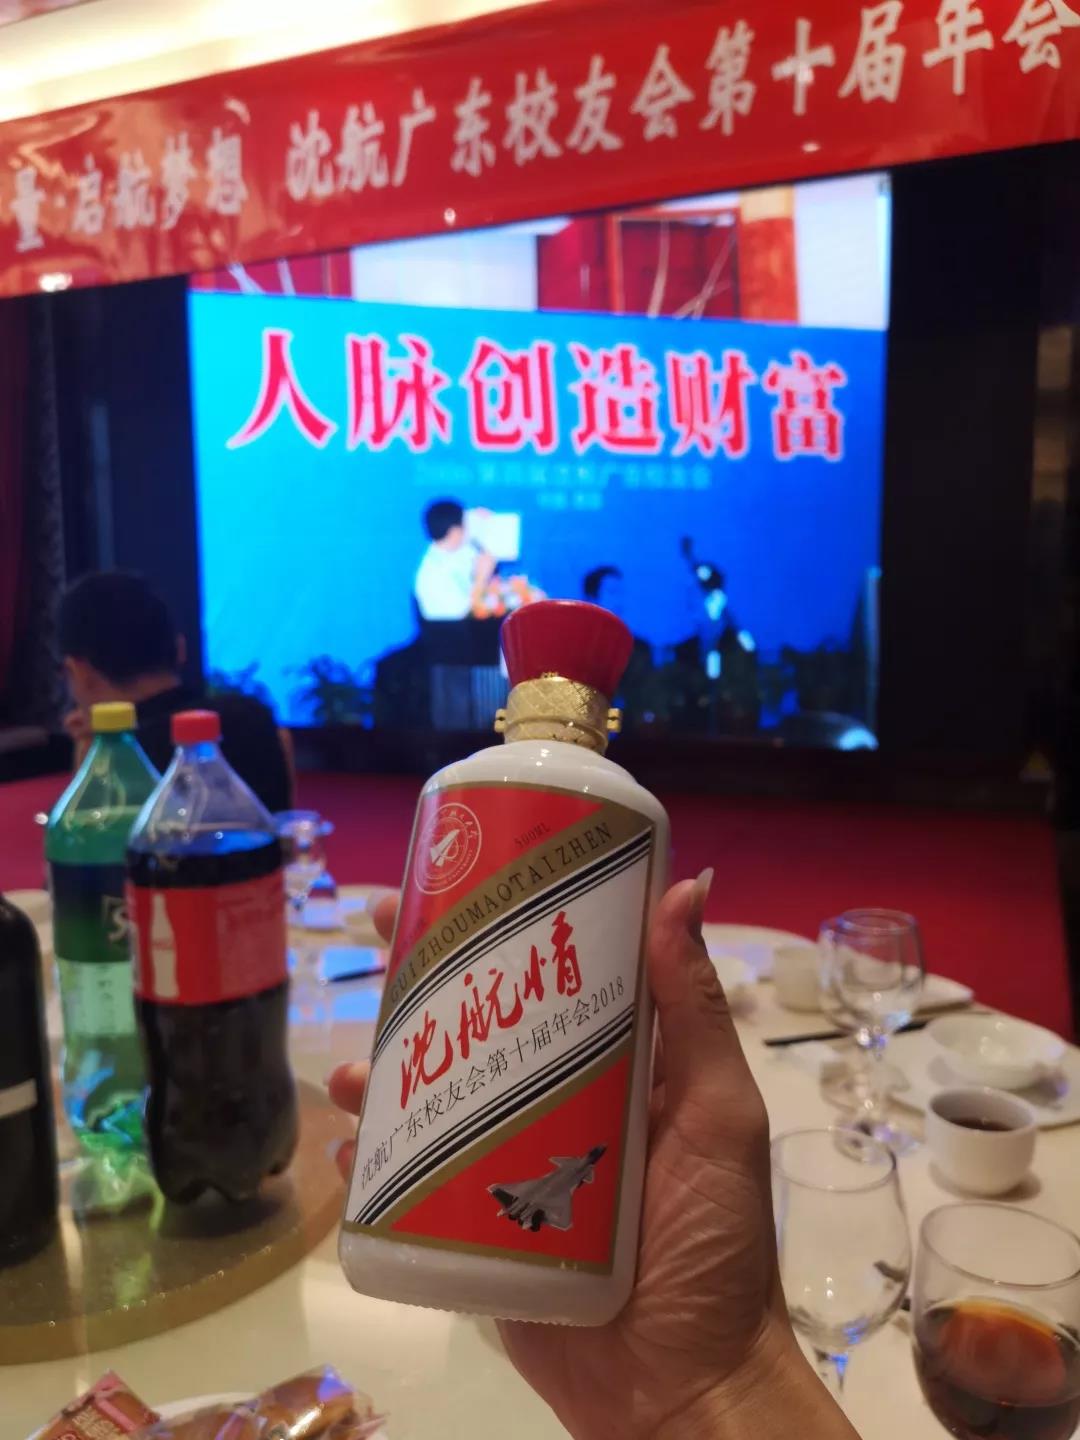 量·启航梦想 沈航广东校友会第十届年会
人脉创造财富
500ML
GUIZHOUMAOTAIZHEN
沈航情
沈航广东校友会第十届年会2018